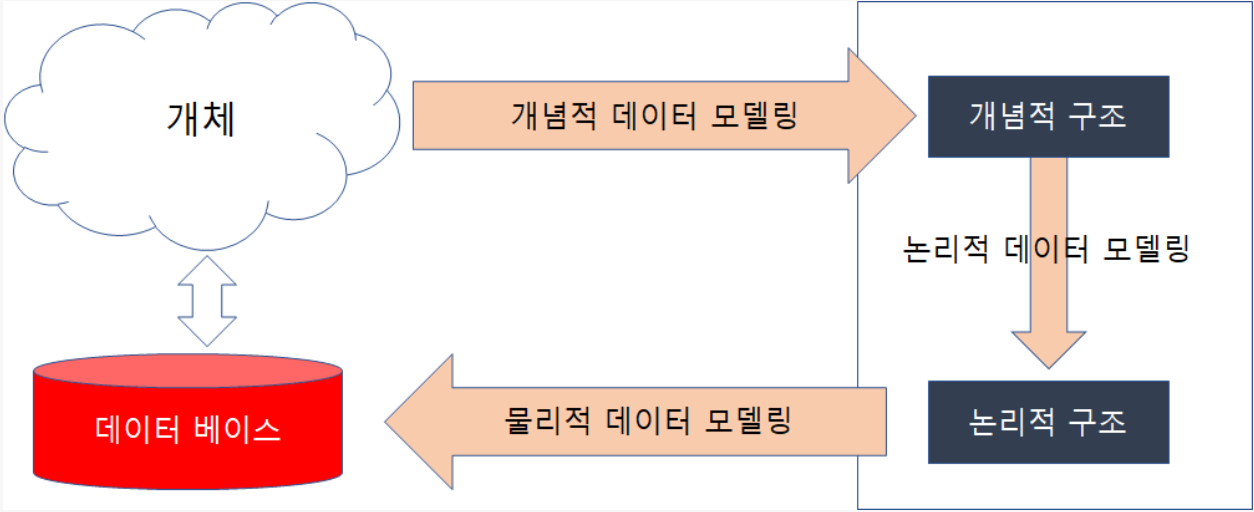 개체
개념적 데이터 모델링
개념적 구조
논리적 데이터 모델링
데이터 베이스
물리적 데이터 모델링
논리적 구조